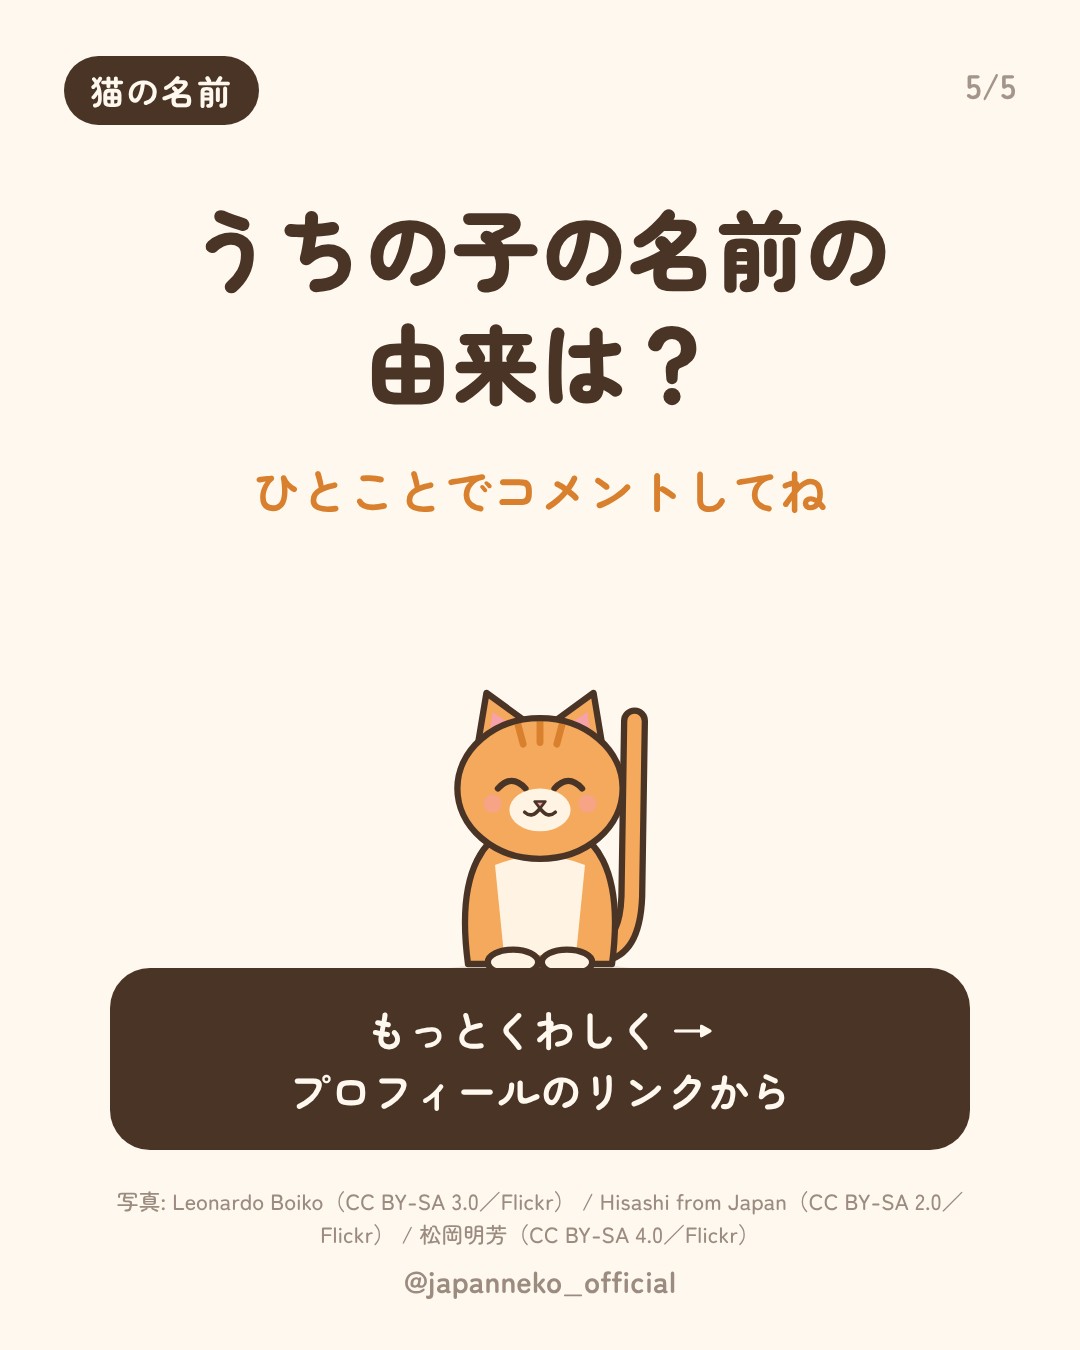 猫の名前
5/5
うちの子の名前の
由来は？
ひとことでコメントしてね
もっとくわしく →
プロフィールのリンクから
写真: Leonardo Boiko（CC BY-SA 3.0／Flickr） / Hisashi from Japan（CC BY-SA 2.0／
Flickr） / 松岡明芳（CC BY-SA 4.0／Flickr）
@japanneko_official